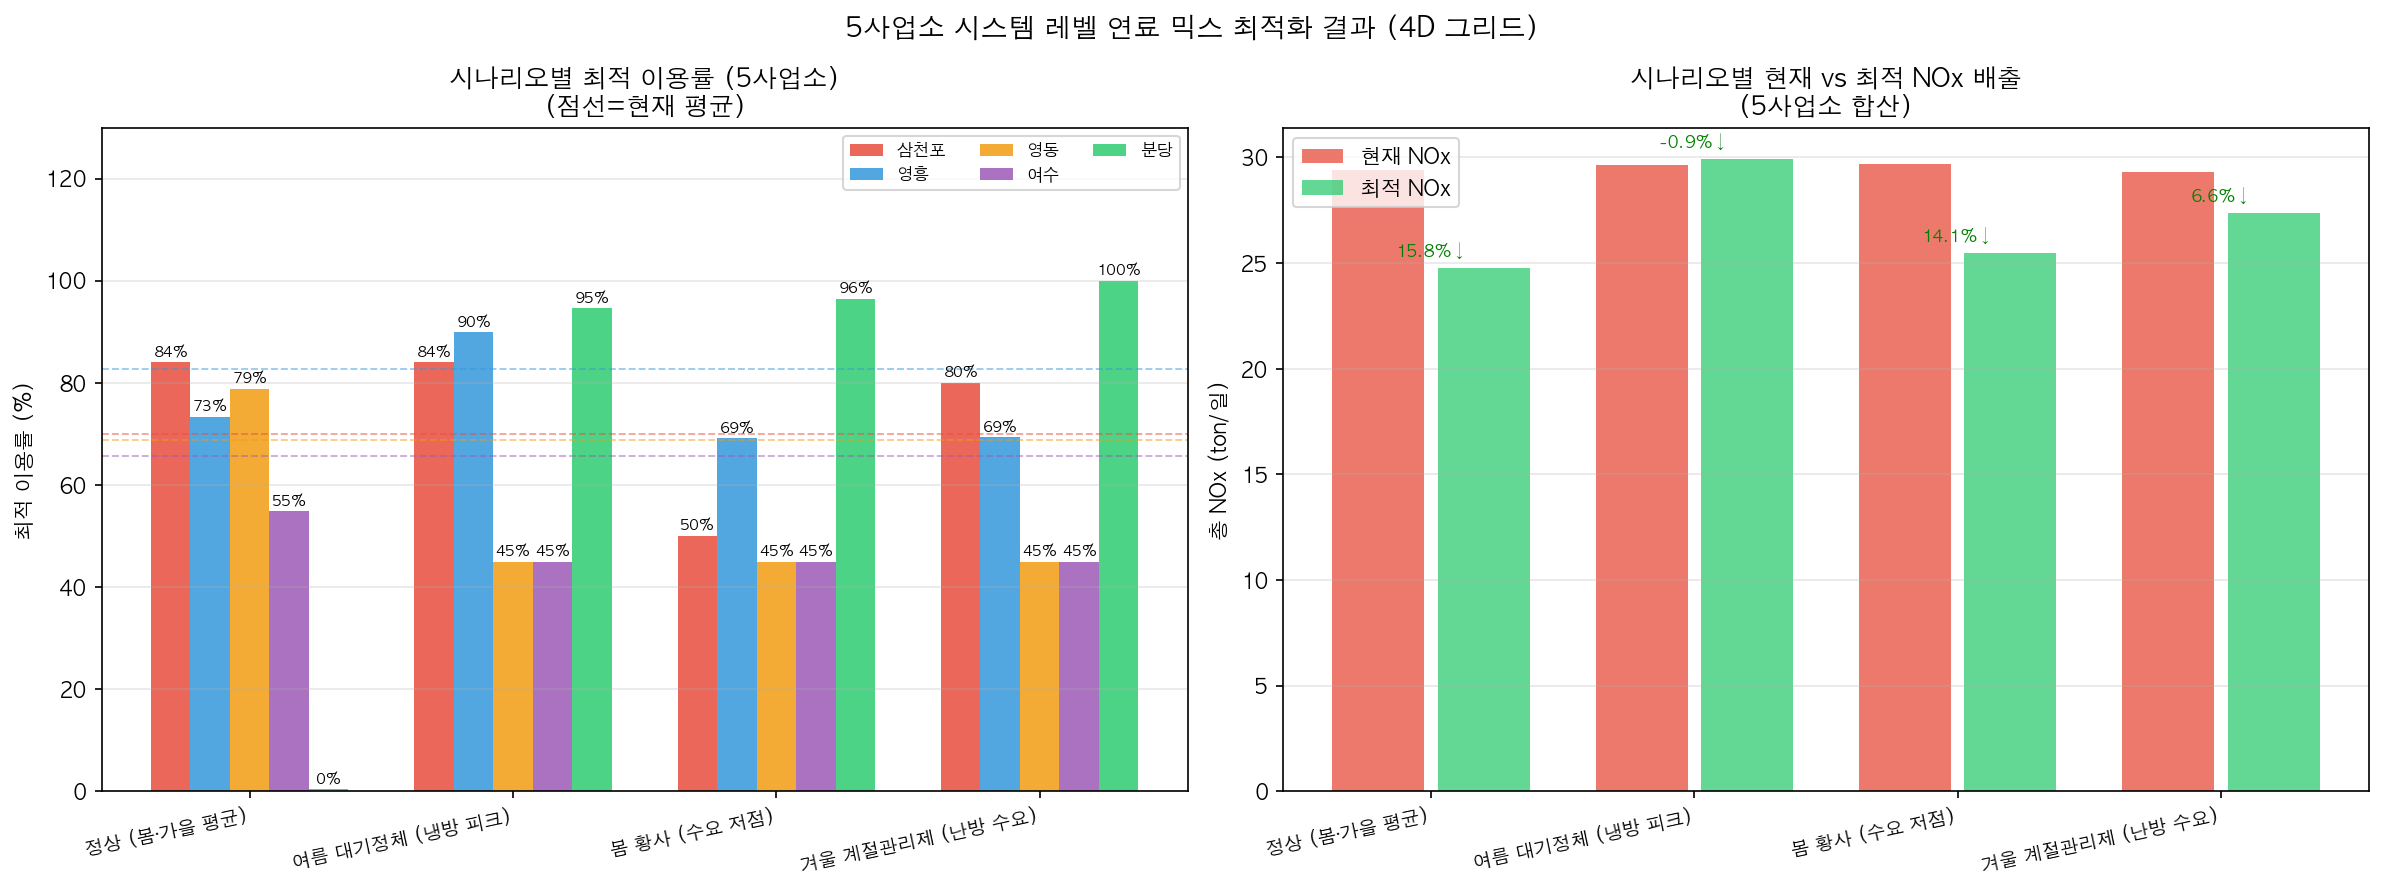 5사업소 시스템 레벨 연료 믹스 최적화 결과 (4D 그리드)
시나리오별 최적 이용률 (5사업소)
(점선=현재 평균)
삼천포
영흥
영동
여수
분당
최적 이용률 (%)
120
100
80
60
40
20
0
84%
73%
79%
55%
0%
84%
90%
45%
45%
95%
50%
69%
45%
45%
96%
80%
69%
45%
45%
100%
정상 (봄·가을 평균)
여름 대기정체 (냉방 피크)
봄 황사 (수요 저점)
겨울 계절관리제 (난방 수요)
시나리오별 현재 vs 최적 NOx 배출
(5사업소 합산)
현재 NOx
최적 NOx
총 NOx (ton/일)
30
25
20
15
10
5
0
15.8%↓
-0.9%↓
14.1%↓
6.6%↓
정상 (봄·가을 평균)
여름 대기정체 (냉방 피크)
봄 황사 (수요 저점)
겨울 계절관리제 (난방 수요)